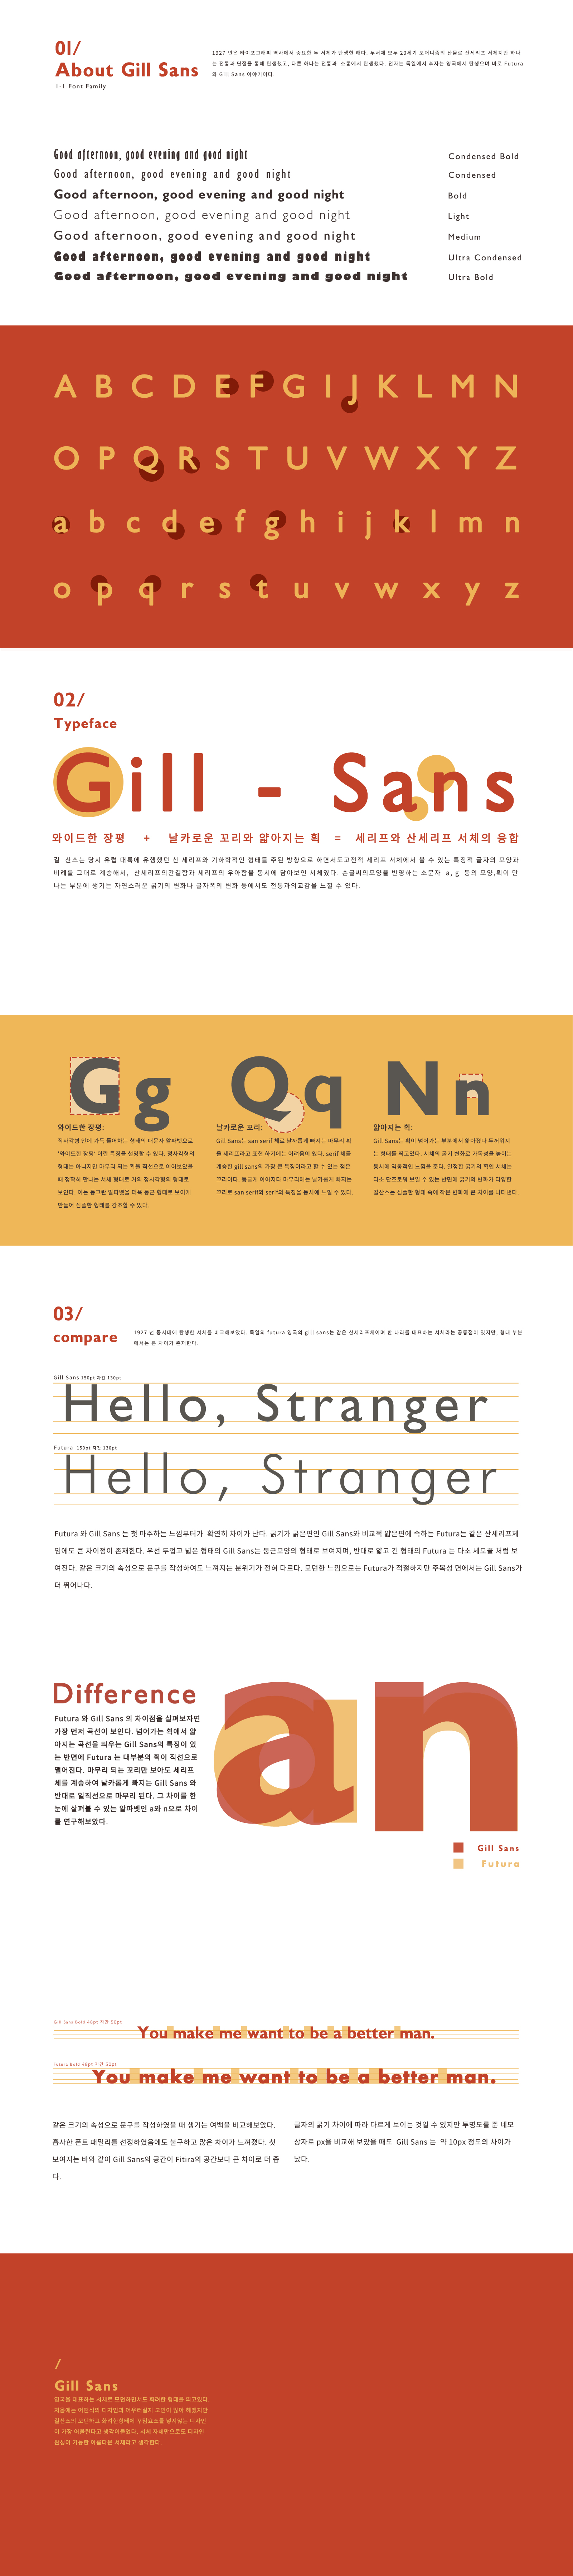 01/
About Gill Sans
1-1 Font Family
1927 년은 타이포그래피 역사에서 중요한 두 서체가 탄생한 해다. 두서체 모두 20세기 모더니즘의 산물로 산세리프 서체지만 하나
는 전통과 단절을 통해 탄생했고, 다른 하나는 전통과 소통에서 탄생했다. 전자는 독일에서 후자는 영국에서 탄생으며 바로 Futura
와 Gill Sans 이야기이다.
Good afternoon, good evening and good night
Condensed Bold
Good afternoon, good evening and good night
Condensed
Good afternoon, good evening and good night
Bold
Good afternoon, good evening and good night
Light
Good afternoon, good evening and good night
Medium
Good afternoon, good evening and good night
Ultra Condensed
Good afternoon, good evening and good night
Ultra Bold
A B C D E F G I J K L M N
O P Q R S T U V W X Y Z
a b c d e f g h i j k l m n
o p q r s t u v w x y z
02/
Typeface
Gill - Sans
와이드한 장평 + 날카로운 꼬리와 얇아지는 획 = 세리프와 산세리프 서체의 융합
길 산스는 당시 유럽 대륙에 유행했던 산 세리프와 기하학적인 형태를 주된 방향으로 하면서도고전적 세리프 서체에서 볼 수 있는 특징적 글자의 모양과
비례를 그대로 계승해서, 산세리프의간결함과 세리프의 우아함을 동시에 담아보인 서체였다. 손글씨의모양을 반영하는 소문자 a, g 등의 모양,획이 만
나는 부분에 생기는 자연스러운 굵기의 변화나 글자폭의 변화 등에서도 전통과의교감을 느낄 수 있다.
Gg
Qq
Nn
와이드한 장평:
직사각형 안에 가득 들어차는 형태의 대문자 알파벳으로
'와이드한 장평' 이란 특징을 설명할 수 있다. 정사각형의
형태는 아니지만 마무리 되는 획을 직선으로 이어보았을
때 정확히 만나는 서체 형태로 거의 정사각형의 형태로
보인다. 이는 동그란 알파벳을 더욱 둥근 형태로 보이게
만들어 심플한 형태를 강조할 수 있다.
날카로운 꼬리:
Gill Sans는 san serif 체로 날카롭게 빠지는 마무리 획
을 세리프라고 표현 하기에는 어려움이 있다. serif 체를
계승한 gill sans의 가장 큰 특징이라고 할 수 있는 점은
꼬리이다. 둥글게 이어지다 마무리에는 날카롭게 빠지는
꼬리로 san serif와 serif의 특징을 동시에 느낄 수 있다.
얇아지는 획:
Gill Sans는 획이 넘어가는 부분에서 얇아졌다 두꺼워지
는 형태를 띄고있다. 서체의 굵기 변화로 가독성을 높이는
동시에 역동적인 느낌을 준다. 일정한 굵기의 획인 서체는
다소 단조로워 보일 수 있는 반면에 굵기의 변화가 다양한
길산스는 심플한 형태 속에 작은 변화에 큰 차이를 나타낸다.
03/
compare
1927 년 동시대에 탄생한 서체를 비교해보았다. 독일의 futura 영국의 gill sans는 같은 산세리프체이며 한 나라를 대표하는 서체라는 공통점이 있지만, 형태 부분
에서는 큰 차이가 존재한다.
Gill Sans 150pt 자간 130pt
Hello, Stranger
Futura 150pt 자간 130pt
Hello, Stranger
Futura 와 Gill Sans 는 첫 마주하는 느낌부터가 확연히 차이가 난다. 굵기가 굵은편인 Gill Sans와 비교적 얇은편에 속하는 Futura는 같은 산세리프체
임에도 큰 차이점이 존재한다. 우선 두껍고 넓은 형태의 Gill Sans는 둥근모양의 형태로 보여지며, 반대로 얇고 긴 형태의 Futura 는 다소 세모꼴 처럼 보
여진다. 같은 크기의 속성으로 문구를 작성하여도 느껴지는 분위기가 전혀 다르다. 모던한 느낌으로는 Futura가 적절하지만 주목성 면에서는 Gill Sans가
더 뛰어나다.
Difference
Futura 와 Gill Sans 의 차이점을 살펴보자면
가장 먼저 곡선이 보인다. 넘어가는 획에서 얇
아지는 곡선을 띄우는 Gill Sans의 특징이 있
는 반면에 Futura 는 대부분의 획이 직선으로
떨어진다. 마무리 되는 꼬리만 보아도 세리프
체를 계승하여 날카롭게 빠지는 Gill Sans 와
반대로 일직선으로 마무리 된다. 그 차이를 한
눈에 살펴볼 수 있는 알파벳인 a와 n으로 차이
를 연구해보았다.
an
Gill Sans
Futura
Gill Sans Bold 48pt 자간 50pt
You make me want to be a better man.
Futura Bold 48pt 자간 50pt
You make me want to be a better man.
같은 크기의 속성으로 문구를 작성하였을 때 생기는 여백을 비교해보았다.
흡사한 폰트 패밀리를 선정하였음에도 불구하고 많은 차이가 느껴졌다. 첫
보여지는 바와 같이 Gill Sans의 공간이 Fitira의 공간보다 큰 차이로 더 좁
다.
글자의 굵기 차이에 따라 다르게 보이는 것일 수 있지만 투명도를 준 네모
상자로 px을 비교해 보았을 때도 Gill Sans 는 약 10px 정도의 차이가
났다.
/
Gill Sans
영국을 대표하는 서체로 모던하면서도 화려한 형태를 띄고있다.
처음에는 어떤식의 디자인과 어우러질지 고민이 많아 헤맸지만
길산스의 모던하고 화려한형태에 꾸밈요소를 넣지않는 디자인
이 가장 어울린다고 생각이들었다. 서체 자체만으로도 디자인
완성이 가능한 아름다운 서체라고 생각한다.